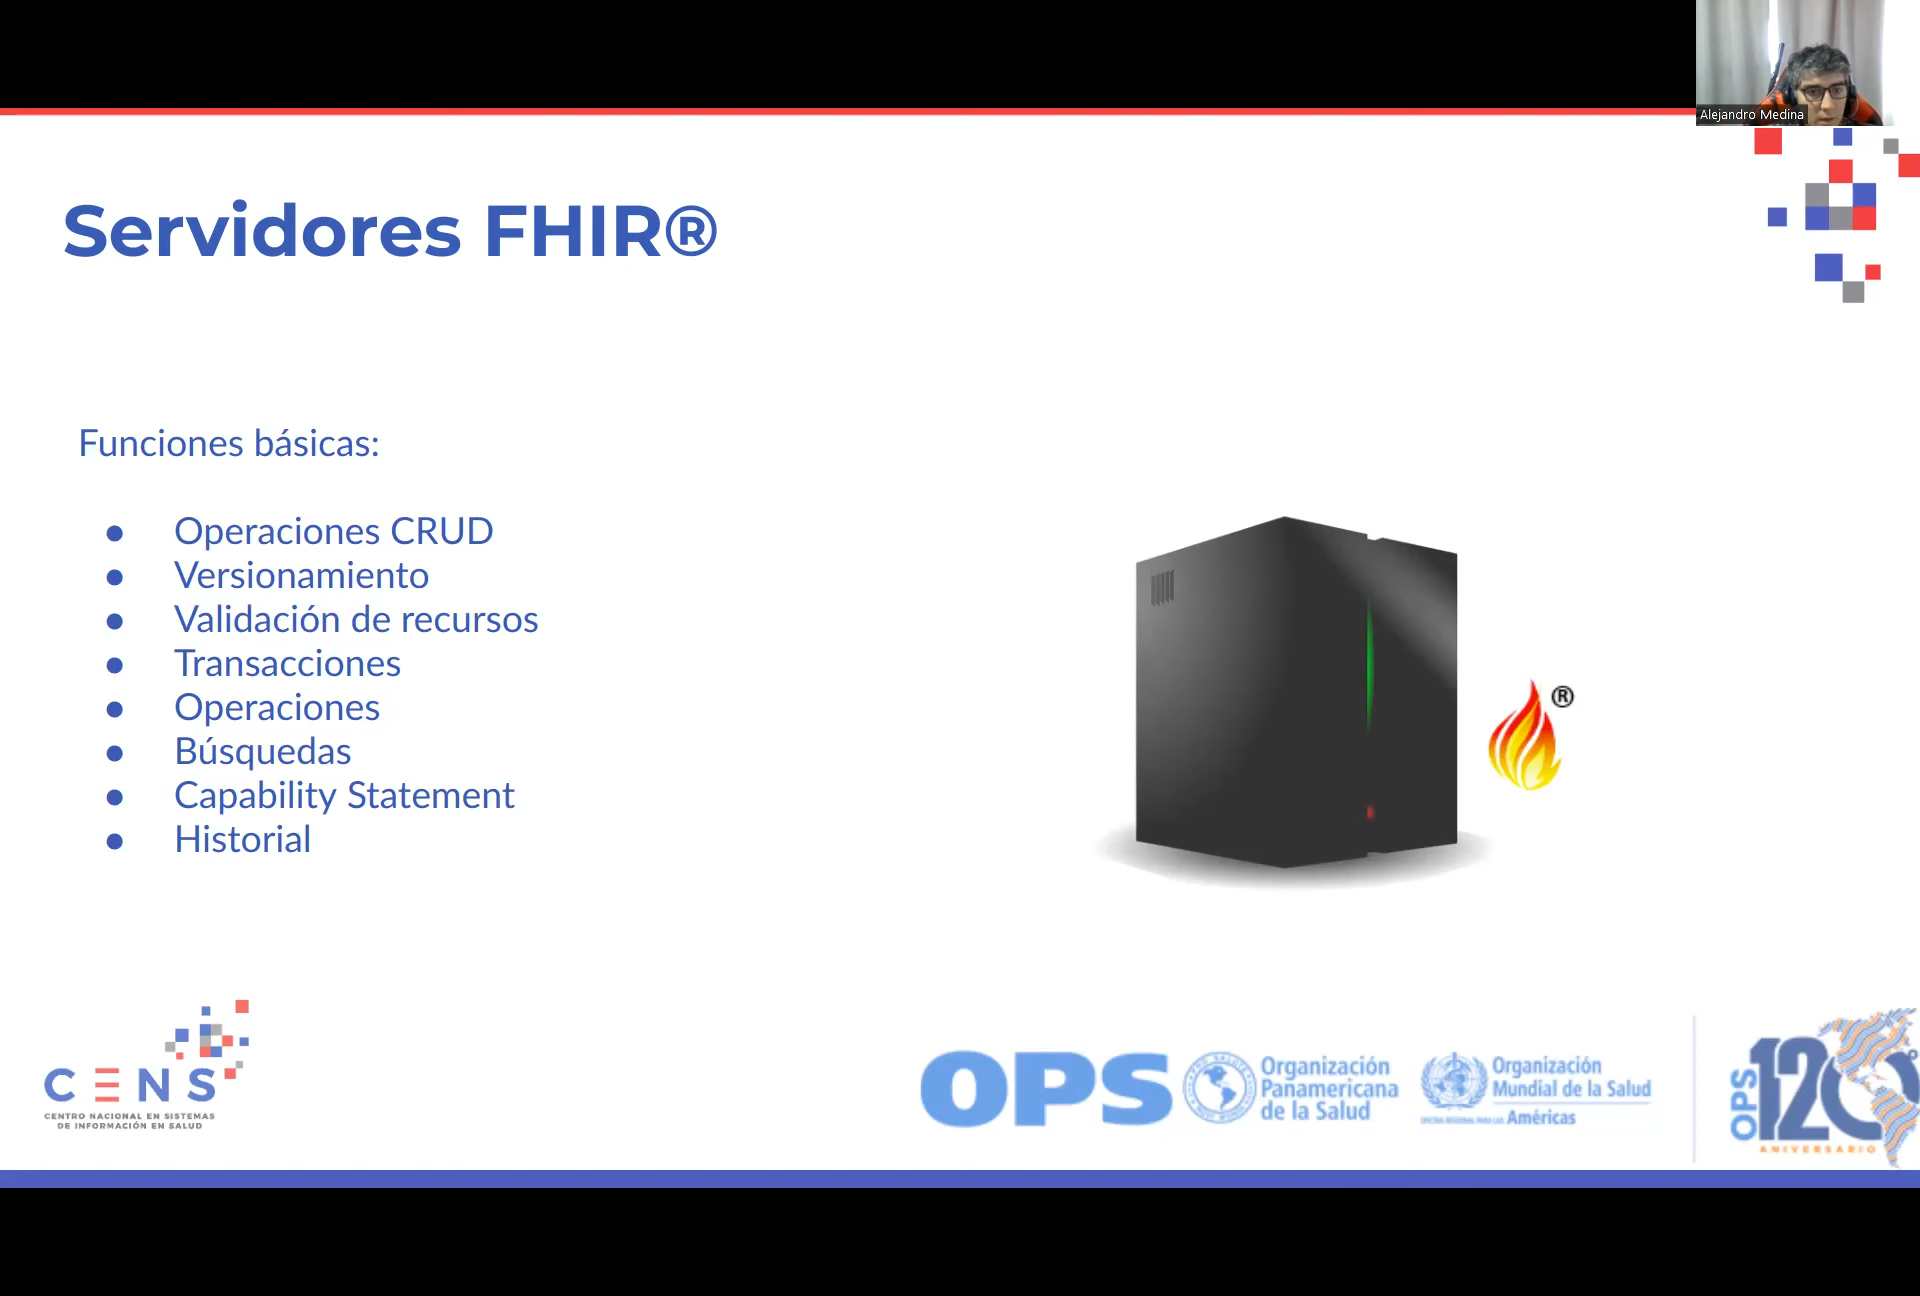 Alejandro Medina
Servidores FHIR®
Funciones básicas:
● Operaciones CRUD
● Versionamiento
● Validación de recursos
● Transacciones
● Operaciones
● Búsquedas
● Capability Statement
● Historial
®
CENS
CENTRO NACIONAL EN SISTEMAS
DE INFORMACIÓN EN SALUD
OPS
Organización
Panamericana
de la Salud
Organización
Mundial de la Salud
Américas
OPS
120°
ANIVERSARIO